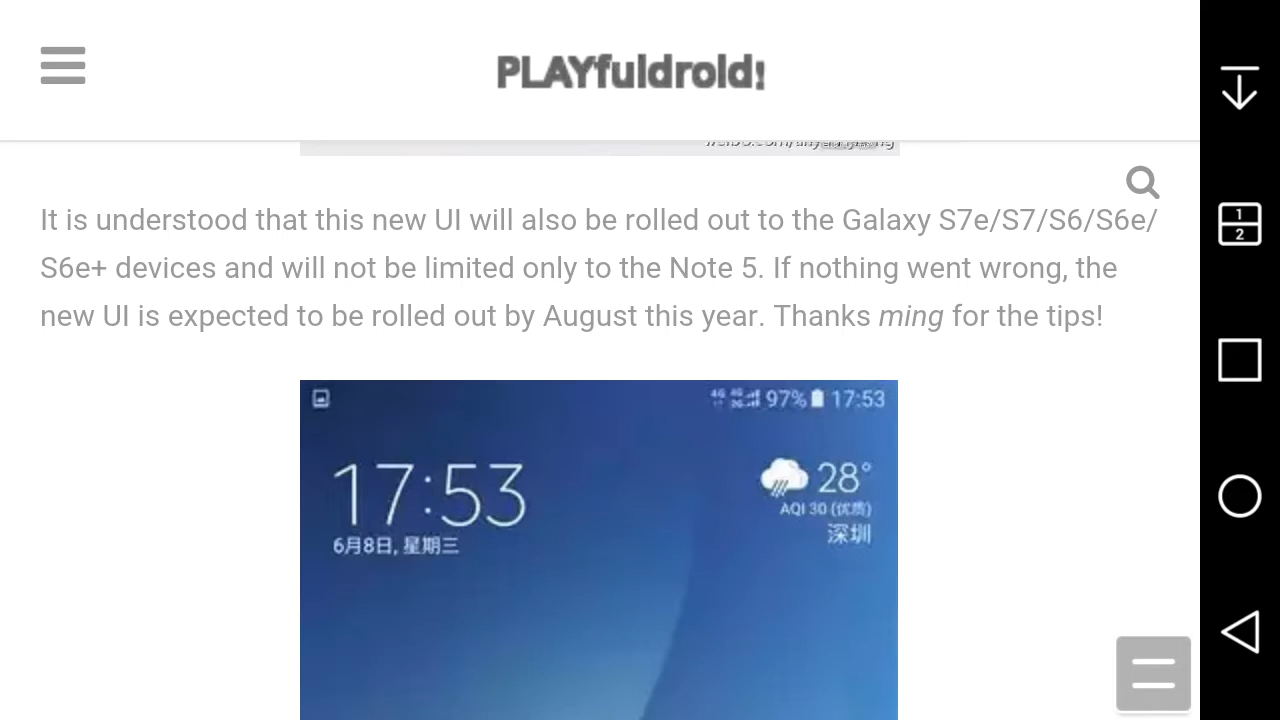 PLAYfuldroid!
It is understood that this new UI will also be rolled out to the Galaxy S7e/S7/S6/S6e/
S6e+ devices and will not be limited only to the Note 5. If nothing went wrong, the
new UI is expected to be rolled out by August this year. Thanks ming for the tips!
97% 17:53
17:53
28°
AQI 30 (优质)
6月8日, 星期三
深圳
1
2